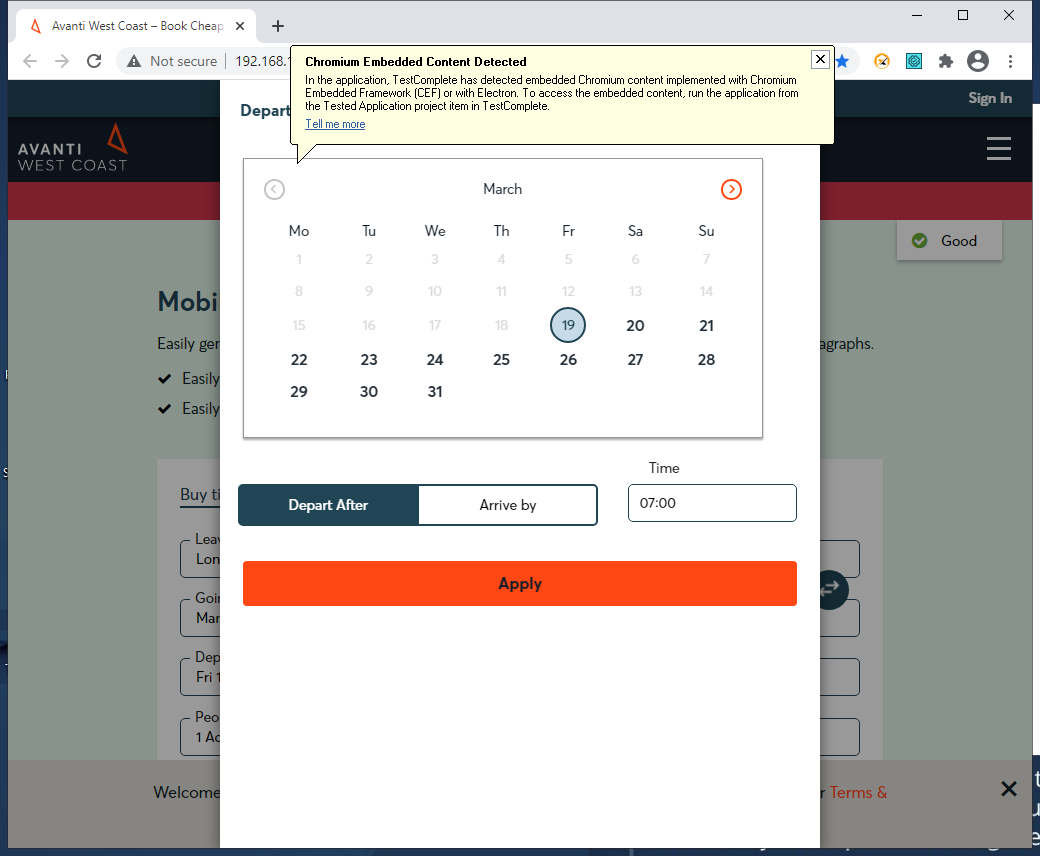 Avanti West Coast – Book Cheap
Not secure
192.168.
Chromium Embedded Content Detected
In the application, TestComplete has detected embedded Chromium content implemented with Chromium
Embedded Framework (CEF) or with Electron. To access the embedded content, run the application from
the Tested Application project item in TestComplete.
Tell me more
Depart
Sign In
AVANTI
WEST COAST
March
Mo Tu We Th Fr Sa Su
1 2 3 4 5 6 7
8 9 10 11 12 13 14
15 16 17 18 19 20 21
22 23 24 25 26 27 28
29 30 31
Good
Mobi
Easily ger
agraphs.
Easily
Easily
Time
Depart After
Arrive by
07:00
Buy ti
Leav
Lon
Apply
Goin
Mar
Dep
Fri 1
Peo
1 Ad
Welcome
r Terms &